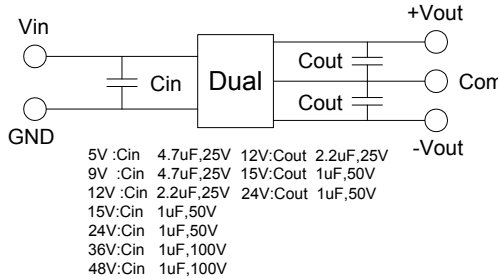 +Vout
Vin
Cout
Cin
Dual
Com
Cout
GND
-Vout
5V :Cin 4.7uF,25V 12V:Cout 2.2uF,25V
9V :Cin 4.7uF,25V 15V:Cout 1uF,50V
12V :Cin 2.2uF,25V 24V:Cout 1uF,50V
15V:Cin 1uF,50V
24V:Cin 1uF,50V
36V:Cin 1uF,100V
48V:Cin 1uF,100V